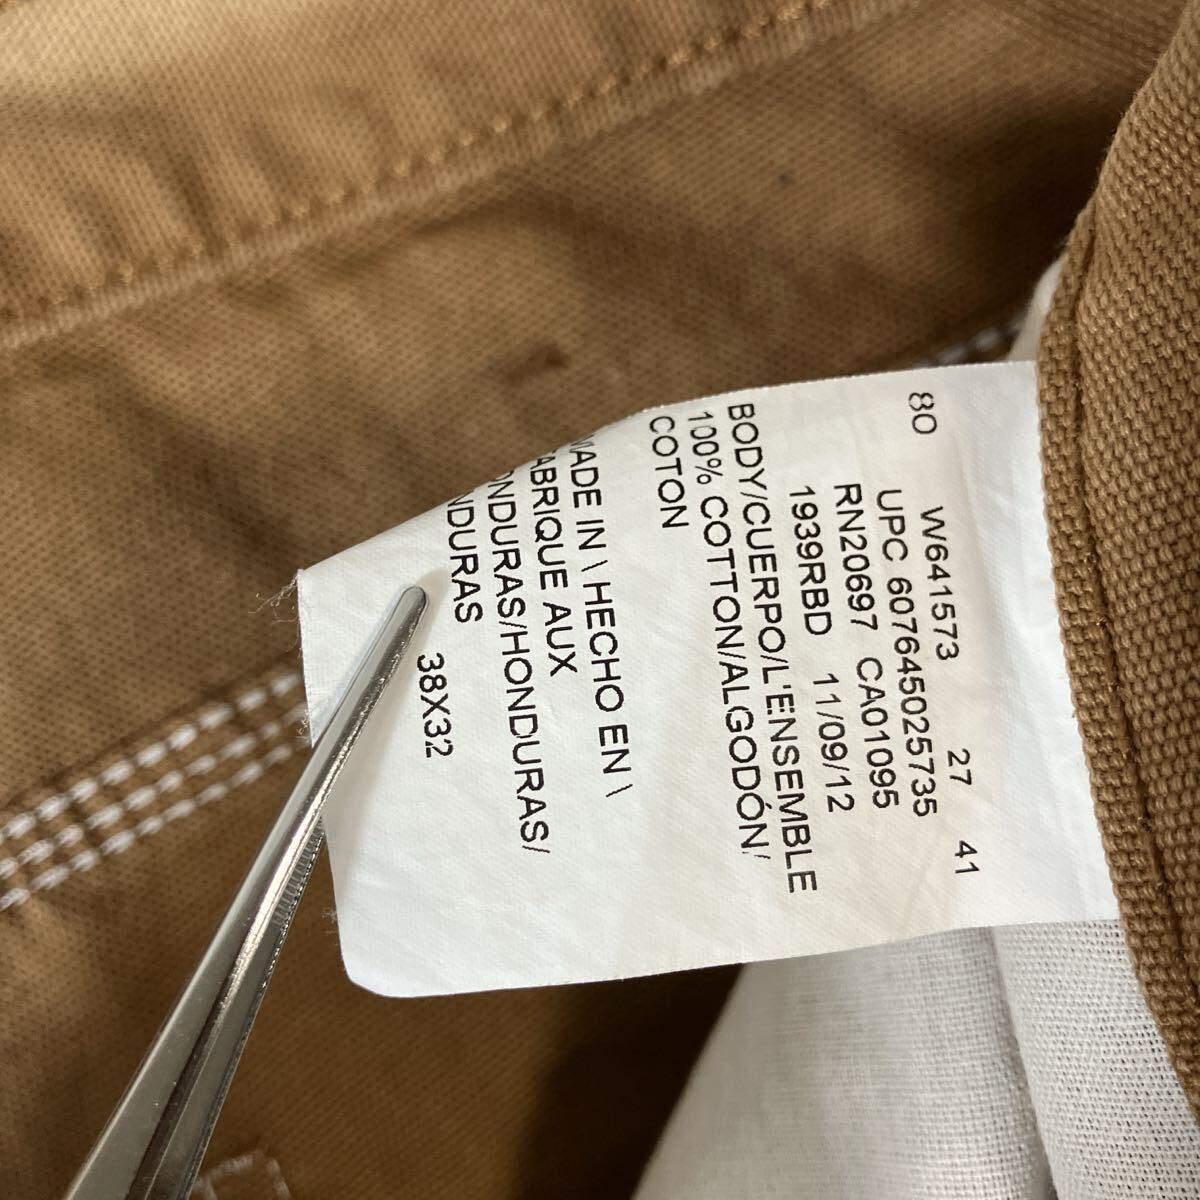 80 W641573 27 41
UPC 607645025735
RN20697 CA01095
1939RBD 11/09/12
BODY/CUERPO/L'ENSEMBLE
100% COTTON/ALGODÓN/
COTON
MADE IN \ HECHO EN \
FABRIQUE AUX
HONDURAS/HONDURAS/
HONDURAS
38X32